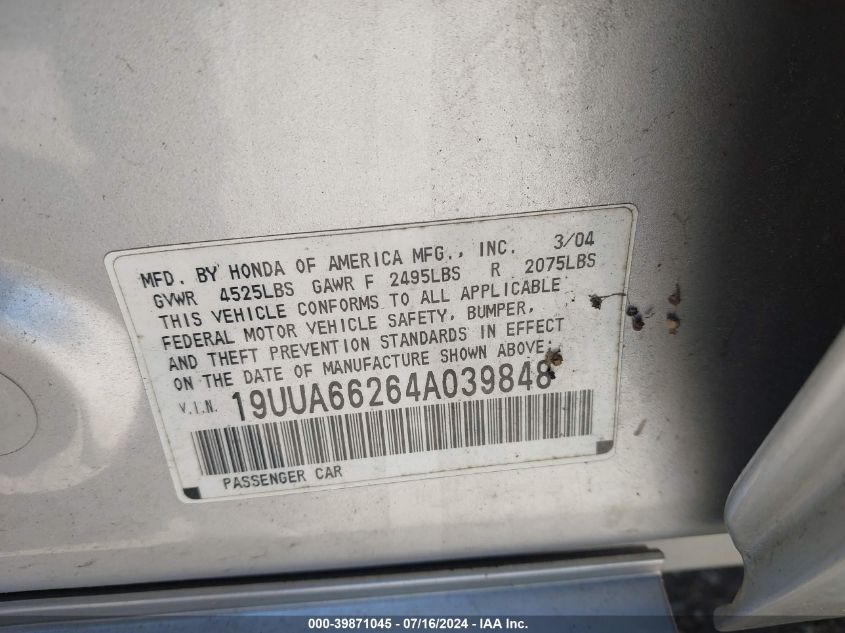 MFD. BY HONDA OF AMERICA MFG., INC. 3/04
GVWR 4525LBS GAWR F 2495LBS R 2075LBS
THIS VEHICLE CONFORMS TO ALL APPLICABLE
FEDERAL MOTOR VEHICLE SAFETY, BUMPER,
AND THEFT PREVENTION STANDARDS IN EFFECT
ON THE DATE OF MANUFACTURE SHOWN ABOVE.
V.I.N. 19UUA66264A039848
PASSENGER CAR
000-39871045 / 07/16/2024 / IAA Inc.